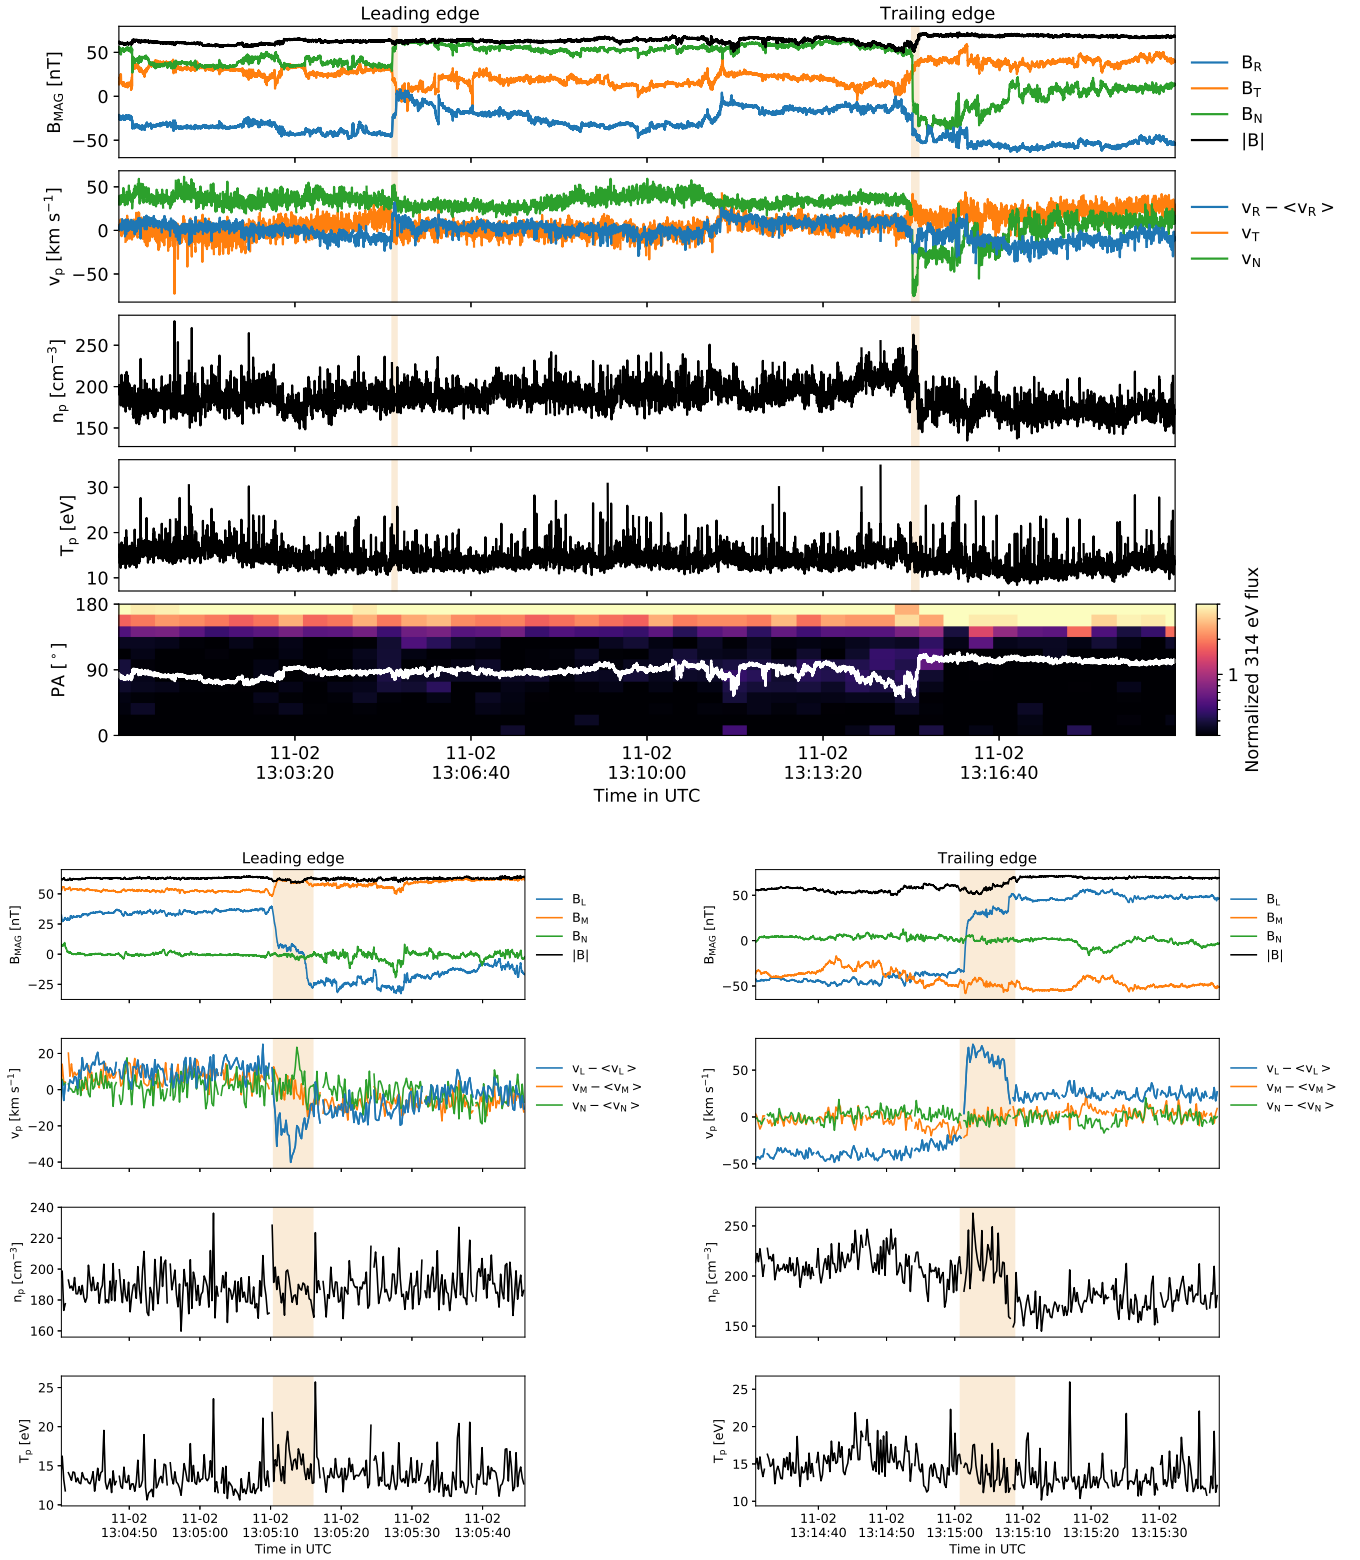 Leading edge
Trailing edge
B_MAG [nT]
50
0
−50
B_R
B_T
B_N
|B|
v_p [km s⁻¹]
50
0
−50
v_R − <v_R>
v_T
v_N
n_p [cm⁻³]
250
200
150
T_p [eV]
30
20
10
PA [°]
180
90
0
1
Normalized 314 eV flux
11-02 11-02 11-02 11-02 11-02
13:03:20 13:06:40 13:10:00 13:13:20 13:16:40
Time in UTC
Leading edge
B_MAG [nT]
50
25
0
−25
B_L
B_M
B_N
|B|
v_p [km s⁻¹]
20
0
−20
−40
v_L − <v_L>
v_M − <v_M>
v_N − <v_N>
n_p [cm⁻³]
240
220
200
180
160
T_p [eV]
25
20
15
10
11-02 11-02 11-02 11-02 11-02 11-02
13:04:50 13:05:00 13:05:10 13:05:20 13:05:30 13:05:40
Time in UTC
Trailing edge
B_MAG [nT]
50
0
−50
B_L
B_M
B_N
|B|
v_p [km s⁻¹]
50
0
−50
v_L − <v_L>
v_M − <v_M>
v_N − <v_N>
n_p [cm⁻³]
250
200
150
T_p [eV]
25
20
15
10
11-02 11-02 11-02 11-02 11-02 11-02
13:14:40 13:14:50 13:15:00 13:15:10 13:15:20 13:15:30
Time in UTC